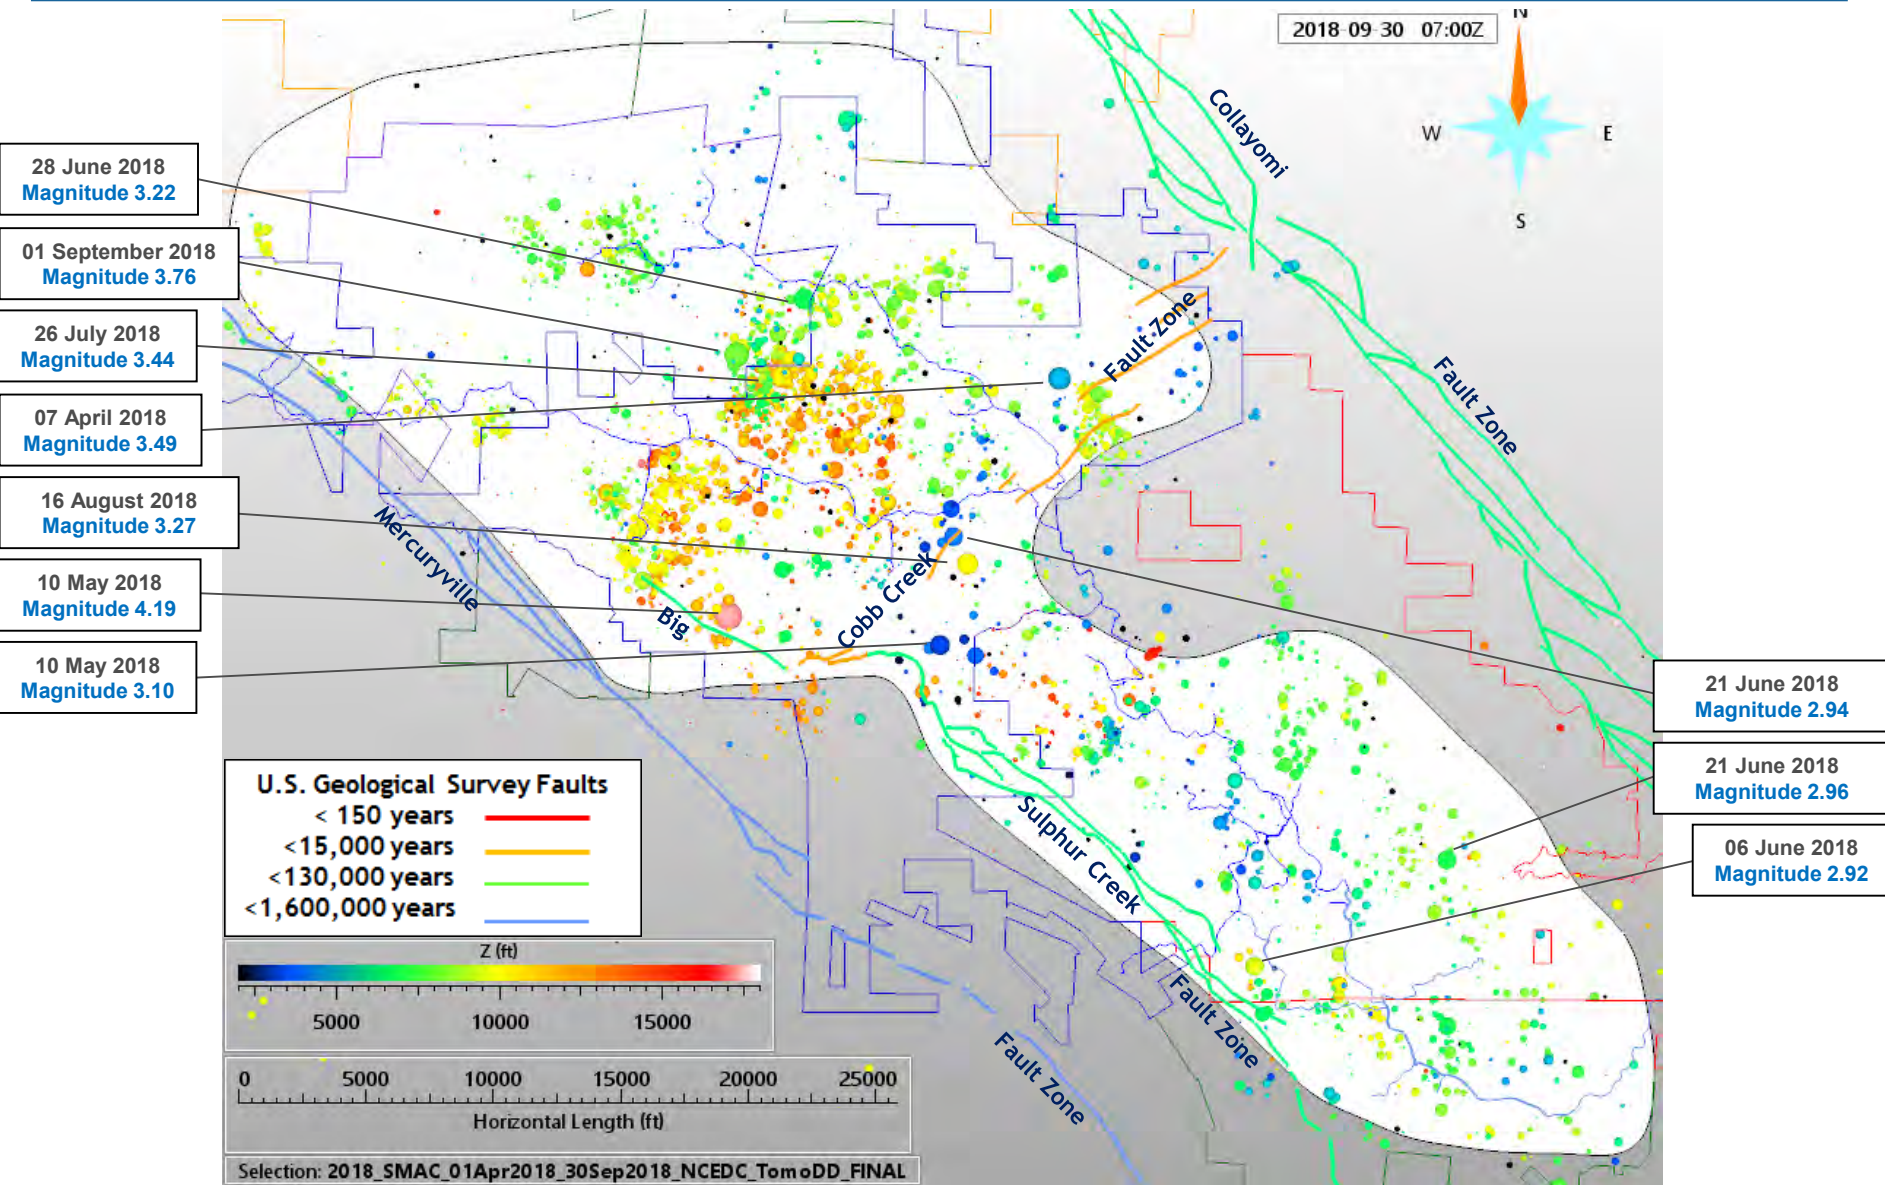 2018-09-30 07:00Z
N
W
E
S
Collayomi
Fault Zone
Fault Zone
28 June 2018
Magnitude 3.22
01 September 2018
Magnitude 3.76
26 July 2018
Magnitude 3.44
07 April 2018
Magnitude 3.49
16 August 2018
Magnitude 3.27
10 May 2018
Magnitude 4.19
10 May 2018
Magnitude 3.10
21 June 2018
Magnitude 2.94
21 June 2018
Magnitude 2.96
06 June 2018
Magnitude 2.92
Mercuryville
Big
Cobb Creek
Sulphur Creek
Fault Zone
Fault Zone
U.S. Geological Survey Faults
< 150 years
<15,000 years
<130,000 years
<1,600,000 years
Z (ft)
5000 10000 15000
0 5000 10000 15000 20000 25000
Horizontal Length (ft)
Selection: 2018_SMAC_01Apr2018_30Sep2018_NCEDC_TomoDD_FINAL